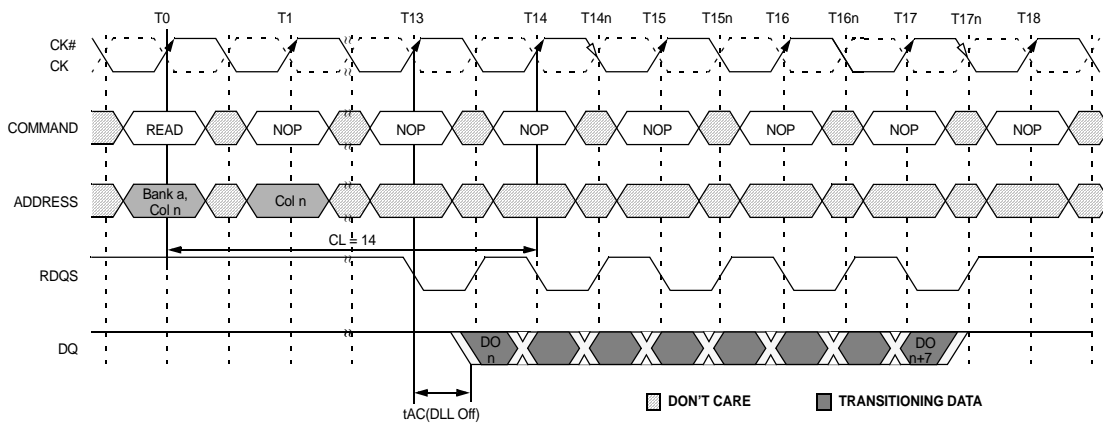 T0 T1 T13 T14 T14n T15 T15n T16 T16n T17 T17n T18
CK#
CK
COMMAND READ NOP NOP NOP NOP NOP NOP NOP
ADDRESS Bank a, Col n
Col n
CL = 14
RDQS
DQ DO n
DO n+7
tAC(DLL Off)
DON'T CARE TRANSITIONING DATA